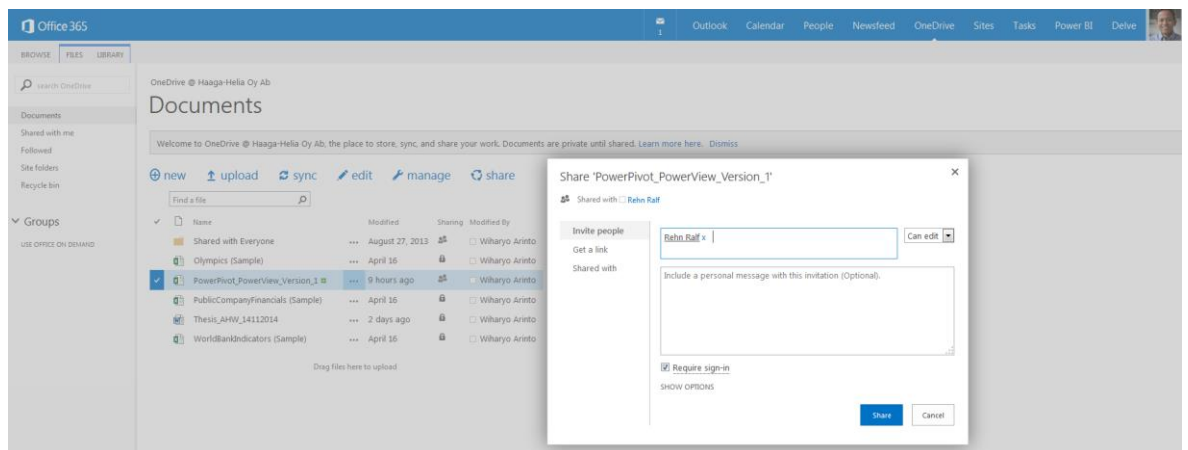 Office 365
1
Outlook Calendar People Newsfeed OneDrive Sites Tasks Power BI Delve
BROWSE FILES LIBRARY
search OneDrive
Documents
Shared with me
Followed
Site folders
Recycle bin
Groups
USE OFFICE ON DEMAND
OneDrive @ Haaga-Helia Oy Ab
Documents
Welcome to OneDrive @ Haaga-Helia Oy Ab, the place to store, sync, and share your work. Documents are private until shared. Learn more here. Dismiss
new upload sync edit manage share
Find a file
Name Modified Sharing Modified By
Shared with Everyone ... August 27, 2013 Wiharyo Arinto
Olympics (Sample) ... April 16 Wiharyo Arinto
PowerPivot_PowerView_Version_1 ... 9 hours ago Wiharyo Arinto
PublicCompanyFinancials (Sample) ... April 16 Wiharyo Arinto
Thesis_AHW_14112014 ... 2 days ago Wiharyo Arinto
WorldBankIndicators (Sample) ... April 16 Wiharyo Arinto
Drag files here to upload
Share 'PowerPivot_PowerView_Version_1' ×
Shared with Rehn Ralf
Invite people
Get a link
Shared with
Rehn Ralf x
Can edit
Include a personal message with this invitation (Optional).
Require sign-in
SHOW OPTIONS
Share Cancel